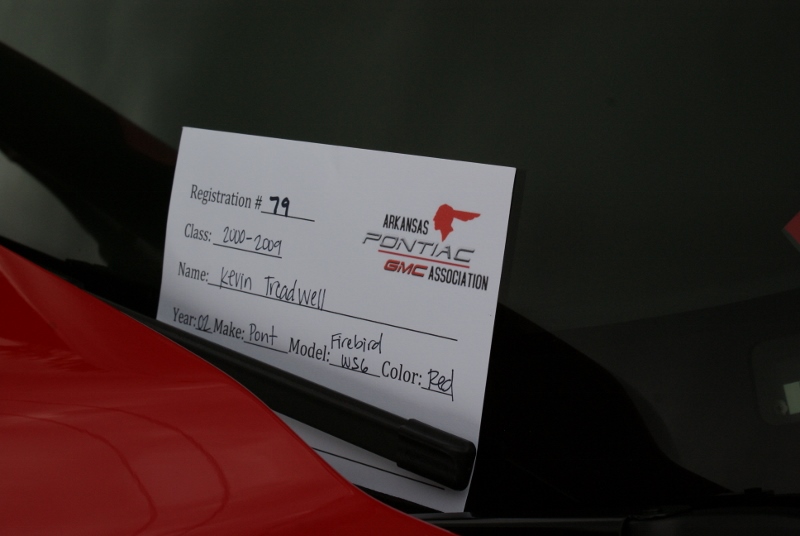 Registration # 79
Class: 2000-2009
Name: Kevin Treadwell
Year: 02 Make: Pont Model: Firebird WS6 Color: Red
ARKANSAS
PONTIAC
GMC ASSOCIATION